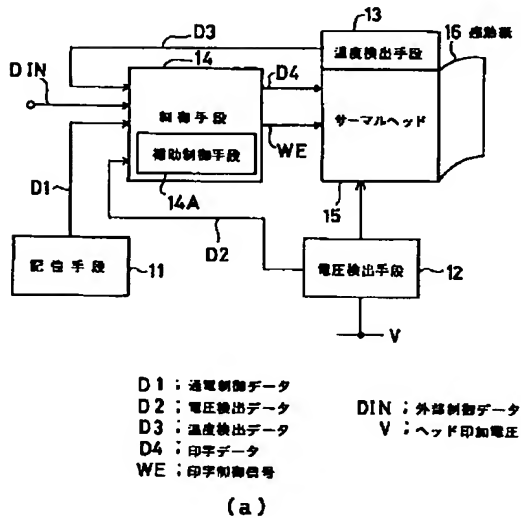 D3
13
16 感熱紙
14
温度検出手段
D IN
D4
制御手段
サーマルヘッド
補助制御手段
WE
D1
14A
15
D2
記憶手段
11
電圧検出手段
12
V
D1 ; 通電制御データ
D2 ; 電圧検出データ
D3 ; 温度検出データ
D4 ; 印字データ
WE ; 印字制御信号
DIN ; 外部制御データ
V ; ヘッド印加電圧
(a)